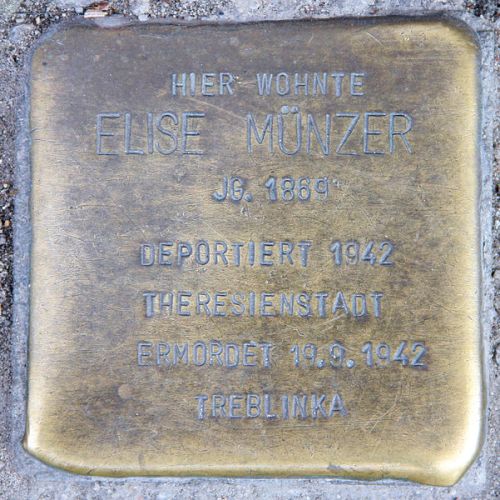 HIER WOHNTE
ELISE MÜNZER
JG. 1869
DEPORTIERT 1942
THERESIENSTADT
ERMORDET 19.9.1942
TREBLINKA